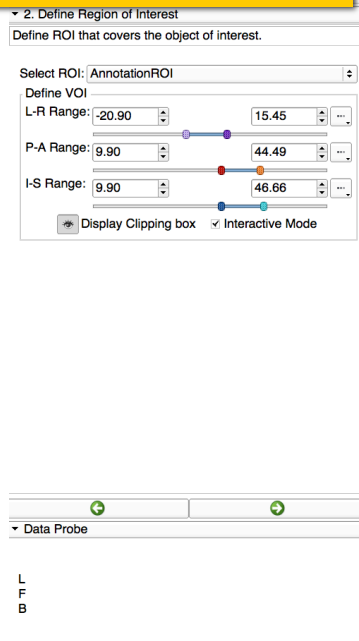 2. Define Region of Interest
Define ROI that covers the object of interest.
Select ROI: AnnotationROI
Define VOI
L-R Range: -20.90 15.45 ...
P-A Range: 9.90 44.49 ...
I-S Range: 9.90 46.66 ...
Display Clipping box Interactive Mode
Data Probe
L
F
B